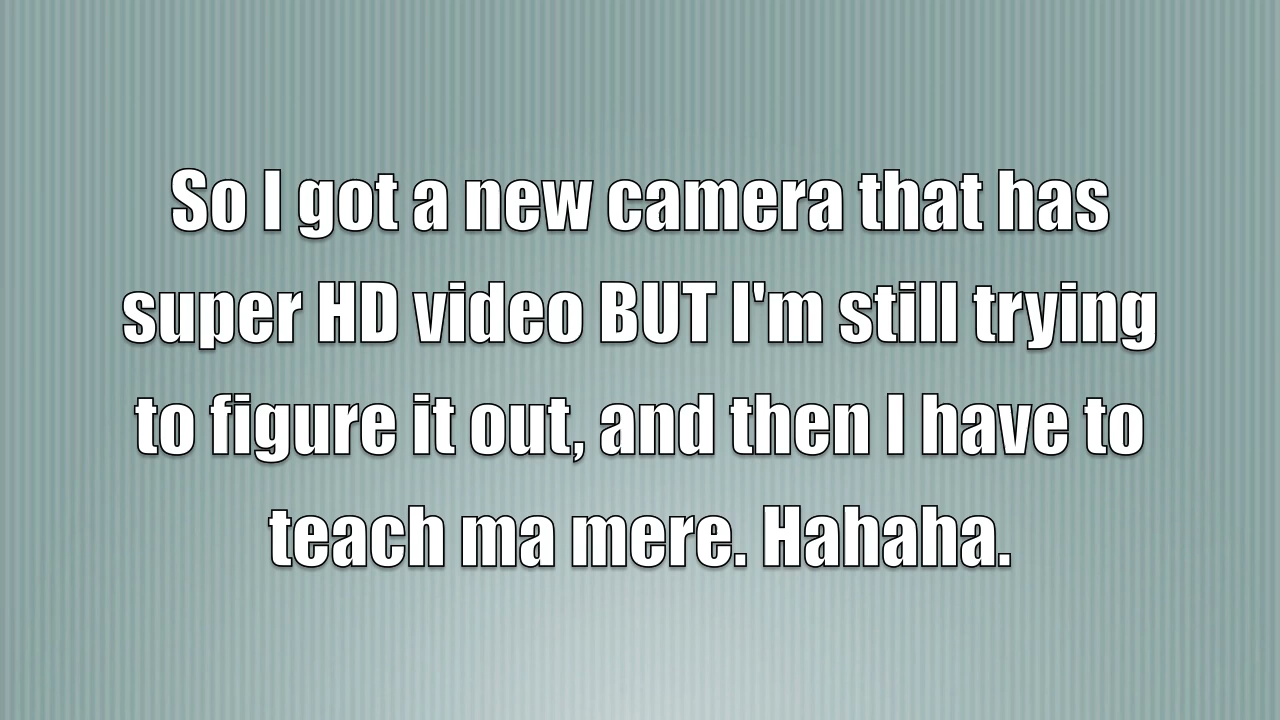 So I got a new camera that has
super HD video BUT I'm still trying
to figure it out, and then I have to
teach ma mere. Hahaha.